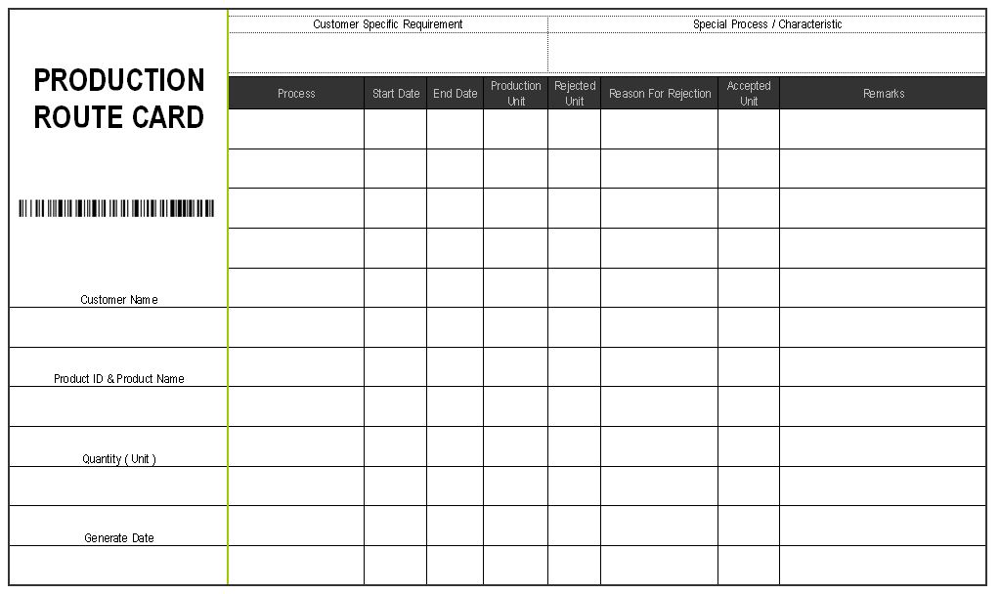 PRODUCTION
ROUTE CARD
Customer Name
Product ID & Product Name
Quantity ( Unit )
Generate Date
Customer Specific Requirement
Special Process / Characteristic
Process
Start Date
End Date
Production
Unit
Rejected
Unit
Reason For Rejection
Accepted
Unit
Remarks